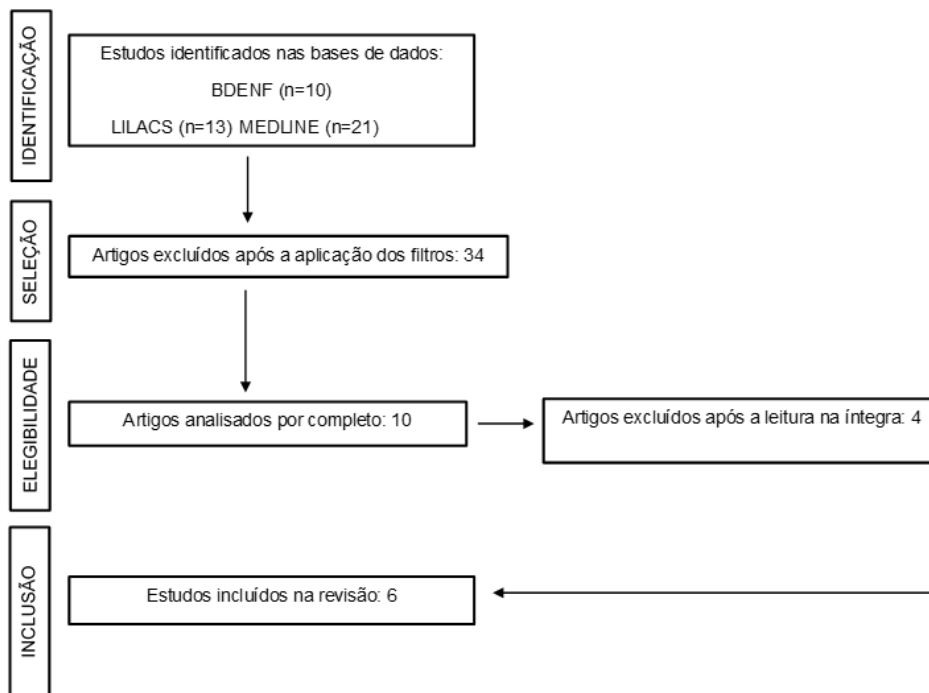 IDENTIFICAÇÃO
Estudos identificados nas bases de dados:
BDENF (n=10)
LILACS (n=13) MEDLINE (n=21)
SELEÇÃO
Artigos excluídos após a aplicação dos filtros: 34
ELEGIBILIDADE
Artigos analisados por completo: 10
Artigos excluídos após a leitura na íntegra: 4
INCLUSÃO
Estudos incluídos na revisão: 6